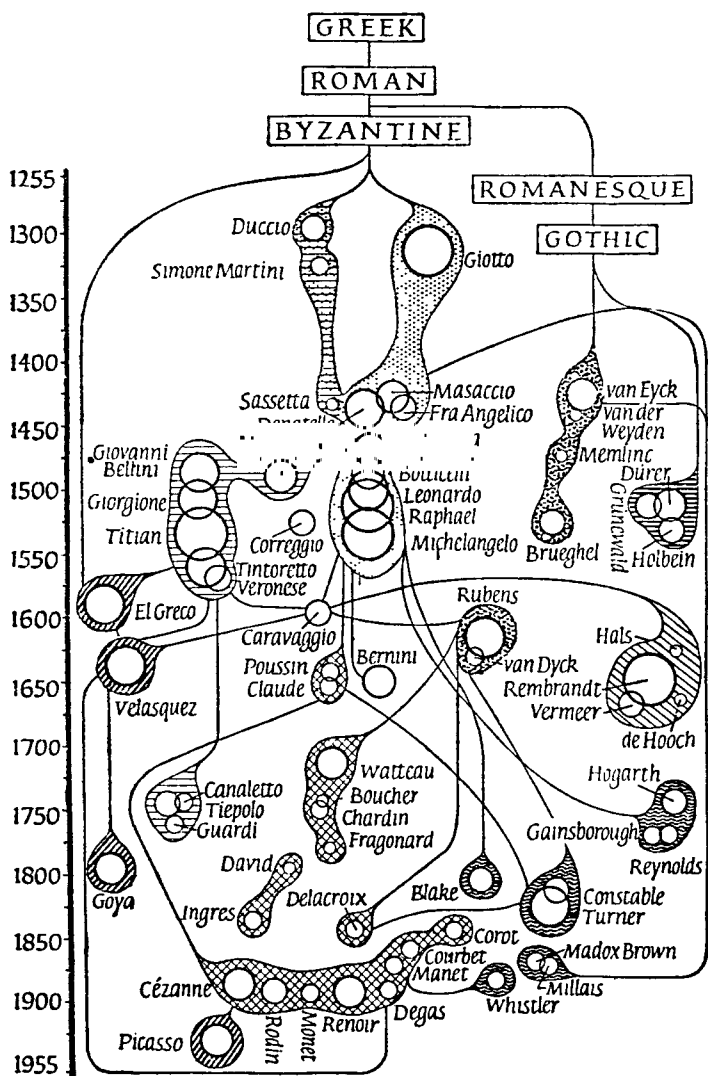 GREEK
ROMAN
BYZANTINE
ROMANESQUE
GOTHIC
1255
1300
1350
1400
1450
1500
1550
1600
1650
1700
1750
1800
1850
1900
1955
Duccio
Simone Martini
Giotto
Sassetta
Masaccio
Fra Angelico
van Eyck
van der
Weyden
Memlinc
Brueghel
Dürer
Grunewald
Holbein
Giovanni
Bellini
Giorgione
Titian
Tintoretto
Veronese
Correggio
Leonardo
Raphael
Michelangelo
El Greco
Caravaggio
Rubens
van Dyck
Hals
Rembrandt
Vermeer
de Hooch
Velasquez
Poussin
Claude
Bernini
Watteau
Boucher
Chardin
Fragonard
Canaletto
Tiepolo
Guardi
Hogarth
Gainsborough
Reynolds
Goya
David
Ingres
Delacroix
Blake
Constable
Turner
Corot
Courbet
Manet
Madox Brown
Millais
Whistler
Cézanne
Rodin
Monet
Renoir
Degas
Picasso